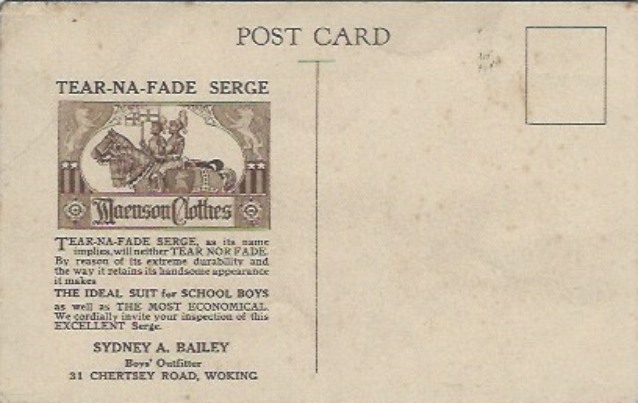 POST CARD
TEAR-NA-FADE SERGE
Maenson Clothes
TEAR-NA-FADE SERGE, as its name
implies, will neither TEAR NOR FADE.
By reason of its extreme durability and
the way it retains its handsome appearance
it makes
THE IDEAL SUIT for SCHOOL BOYS
as well as THE MOST ECONOMICAL.
We cordially invite your inspection of this
EXCELLENT Serge.
SYDNEY A. BAILEY
Boys' Outfitter
31 CHERTSEY ROAD, WOKING